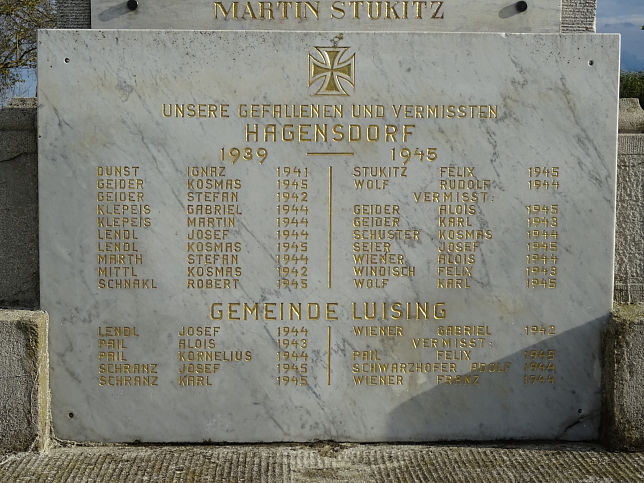 MARTIN STUKITZ
UNSERE GEFALLENEN UND VERMISSTEN
HAGENSDORF
1939 — 1945
DUNST IGNAZ 1941
GEIDER KOSMAS 1945
GEIDER STEFAN 1942
KLEPEIS GABRIEL 1944
KLEPEIS MARTIN 1944
LENDL JOSEF 1944
LENDL KOSMAS 1945
MARTH STEFAN 1944
MITTL KOSMAS 1942
SCHNAKL ROBERT 1945
STUKITZ FELIX 1945
WOLF RUDOLF 1944
VERMISST:
GEIDER ALOIS 1945
GEIDER KARL 1943
SCHUSTER KOSMAS 1944
SEIER JOSEF 1945
WIENER ALOIS 1944
WINDISCH FELIX 1943
WOLF KARL 1945
GEMEINDE LUISING
LENDL JOSEF 1944
PAIL ALOIS 1943
PAIL KORNELIUS 1944
SCHRANZ JOSEF 1945
SCHRANZ KARL 1945
WIENER GABRIEL 1942
VERMISST:
PAIL FELIX 1945
SCHWARZHOFER ADOLF 1944
WIENER FRANZ 1944